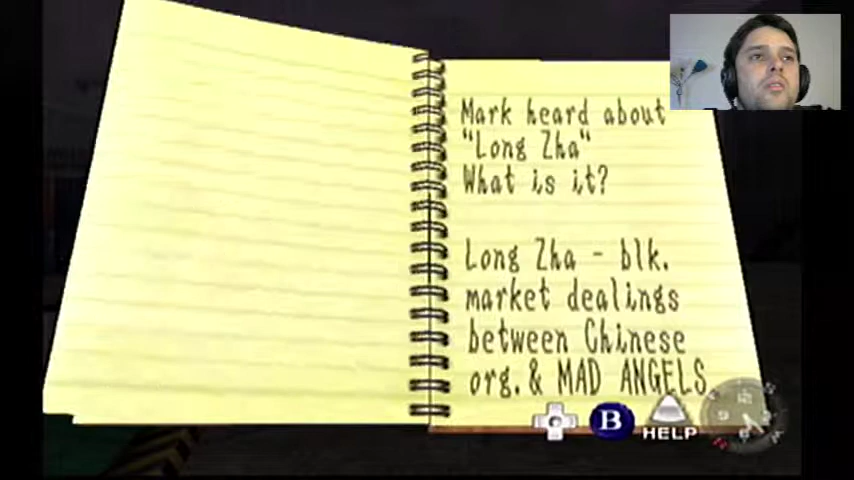 Mark heard about
"Long Zha"
What is it?
Long Zha - blk.
market dealings
between Chinese
org. & MAD ANGELS
B
HELP